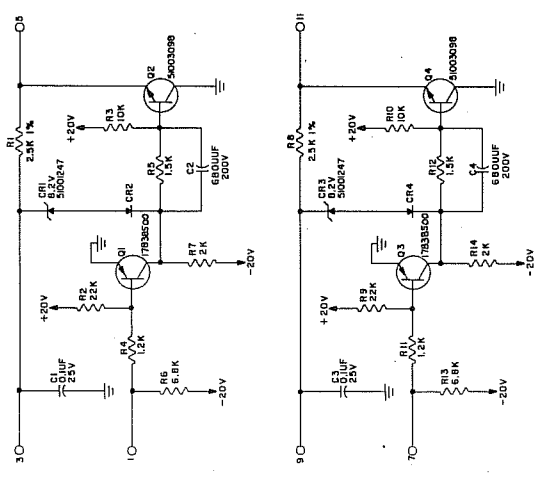 3
5
R1
2.5K 1%
C1
0.1UF
25V
+20V
R2
22K
CR1
8.2V
51001247
CR2
+20V
R3
10K
Q2
51003098
1
R4
1.2K
R6
6.8K
-20V
Q1
17838500
R5
1.5K
C2
680UUF
200V
R7
2K
-20V
9
11
R8
2.5K 1%
C3
0.1UF
25V
+20V
R9
22K
CR3
8.2V
51001247
CR4
+20V
R10
10K
Q4
51003098
7
R11
1.2K
R13
6.8K
-20V
Q3
17838500
R12
1.5K
C4
680UUF
200V
R14
2K
-20V